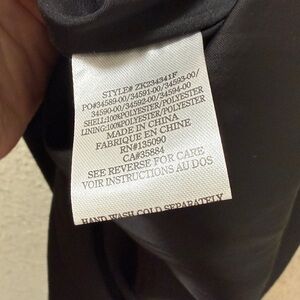 STYLE# ZK234341F
PO#34589-00/34591-00/34593-00/
34590-00/34592-00/34594-00
SHELL:100%POLYESTER/POLYESTER
LINING:100%POLYESTER/POLYESTER
MADE IN CHINA
FABRIQUE EN CHINE
RN#135090
CA#35884
SEE REVERSE FOR CARE
VOIR INSTRUCTIONS AU DOS
HAND WASH COLD SEPARATELY